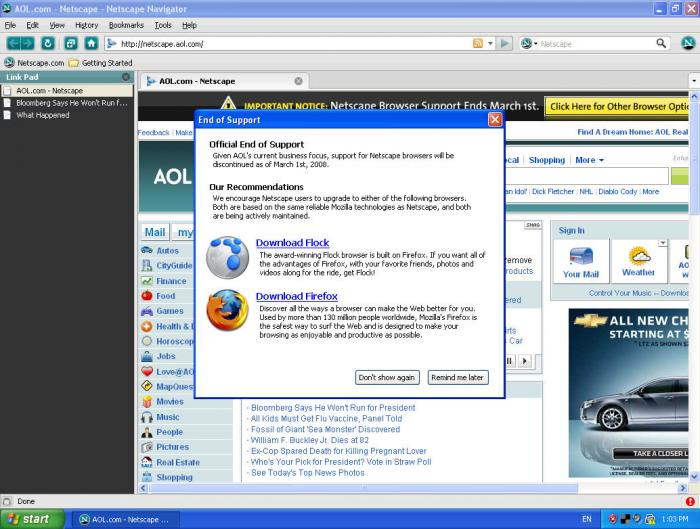 AOL.com - Netscape - Netscape Navigator
File Edit View History Bookmarks Tools Help
http://netscape.aol.com/
Netscape
Netscape.com Getting Started
Link Pad
AOL.com - Netscape
Bloomberg Says He Won't Run f...
What Happened
AOL.com - Netscape
IMPORTANT NOTICE: Netscape Browser Support Ends March 1st.
Click Here for Other Browser Optio
Feedback | Make
Find A Dream Home: AOL Real
AOL
ocal Shopping More
an Idol' | Dick Fletcher | NHL | Diablo Cody | More
End of Support
Official End of Support
Given AOL's current business focus, support for Netscape browsers will be
discontinued as of March 1st, 2008.
Our Recommendations
We encourage Netscape users to upgrade to either of the following browsers.
Both are based on the same reliable Mozilla technologies as Netscape, and both
are being actively maintained.
Download Flock
The award-winning Flock browser is built on Firefox. If you want all of
the advantages of Firefox, with your favorite friends, photos and
videos along for the ride, get Flock!
Download Firefox
Discover all the ways a browser can make the Web better for you.
Used by more than 130 million people worldwide, Mozilla's Firefox is
the safest way to surf the Web and is designed to make your
browsing as enjoyable and productive as possible.
Don't show again
Remind me later
Mail my
Autos
CityGuide
Finance
Food
Games
Health &
Horoscop
Jobs
Love@AO
MapQues
Movies
Music
People
Pictures
Real Estate
Shopping
SNAG
emove
roducts
ered
irts
s Car
- Bloomberg Says He Won't Run for President
- All Kids Must Get Flu Vaccine, Panel Told
- Fossil of Giant 'Sea Monster' Discovered
- William F. Buckley Jr. Dies at 82
- Ex-Cop Spared Death for Killing Pregnant Lover
- Who's Your Pick for President? Vote in Straw Poll
- See Today's Top News Photos
Sign In
Your Mail
Weather
AO
Control Your Music -- Downloa
ALL NEW CH
STARTING AT $
TAKE A CLOSER L
Done
start
AOL.com - Netscape ...
EN
1:03 PM